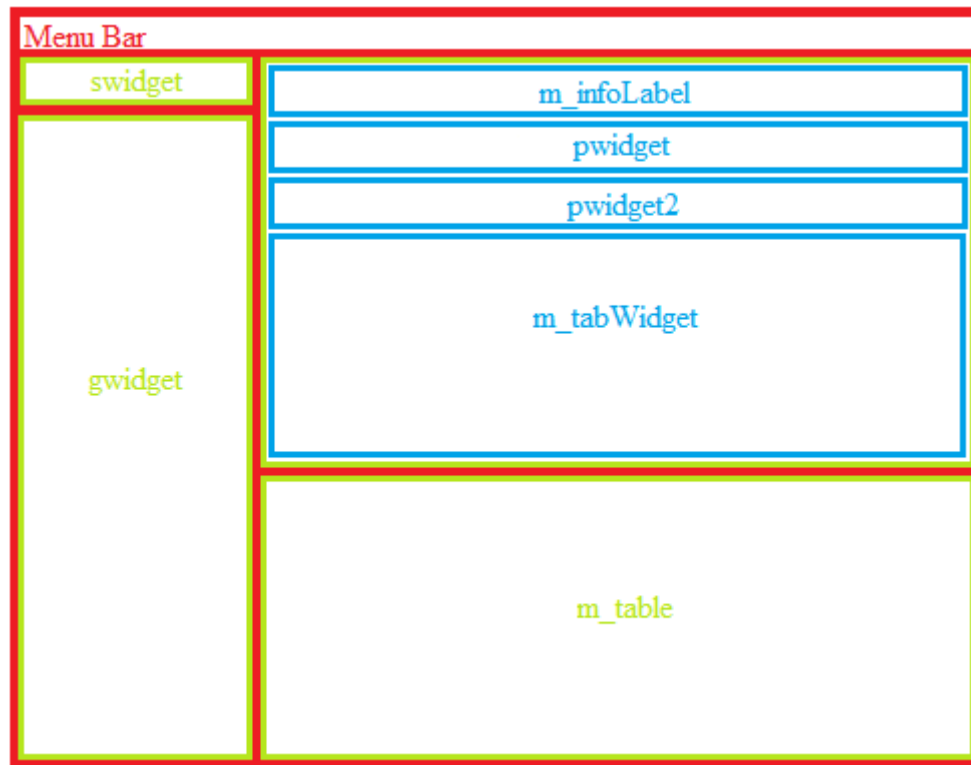 Menu Bar
swidget
m_infoLabel
pwidget
pwidget2
m_tabWidget
gwidget
m_table